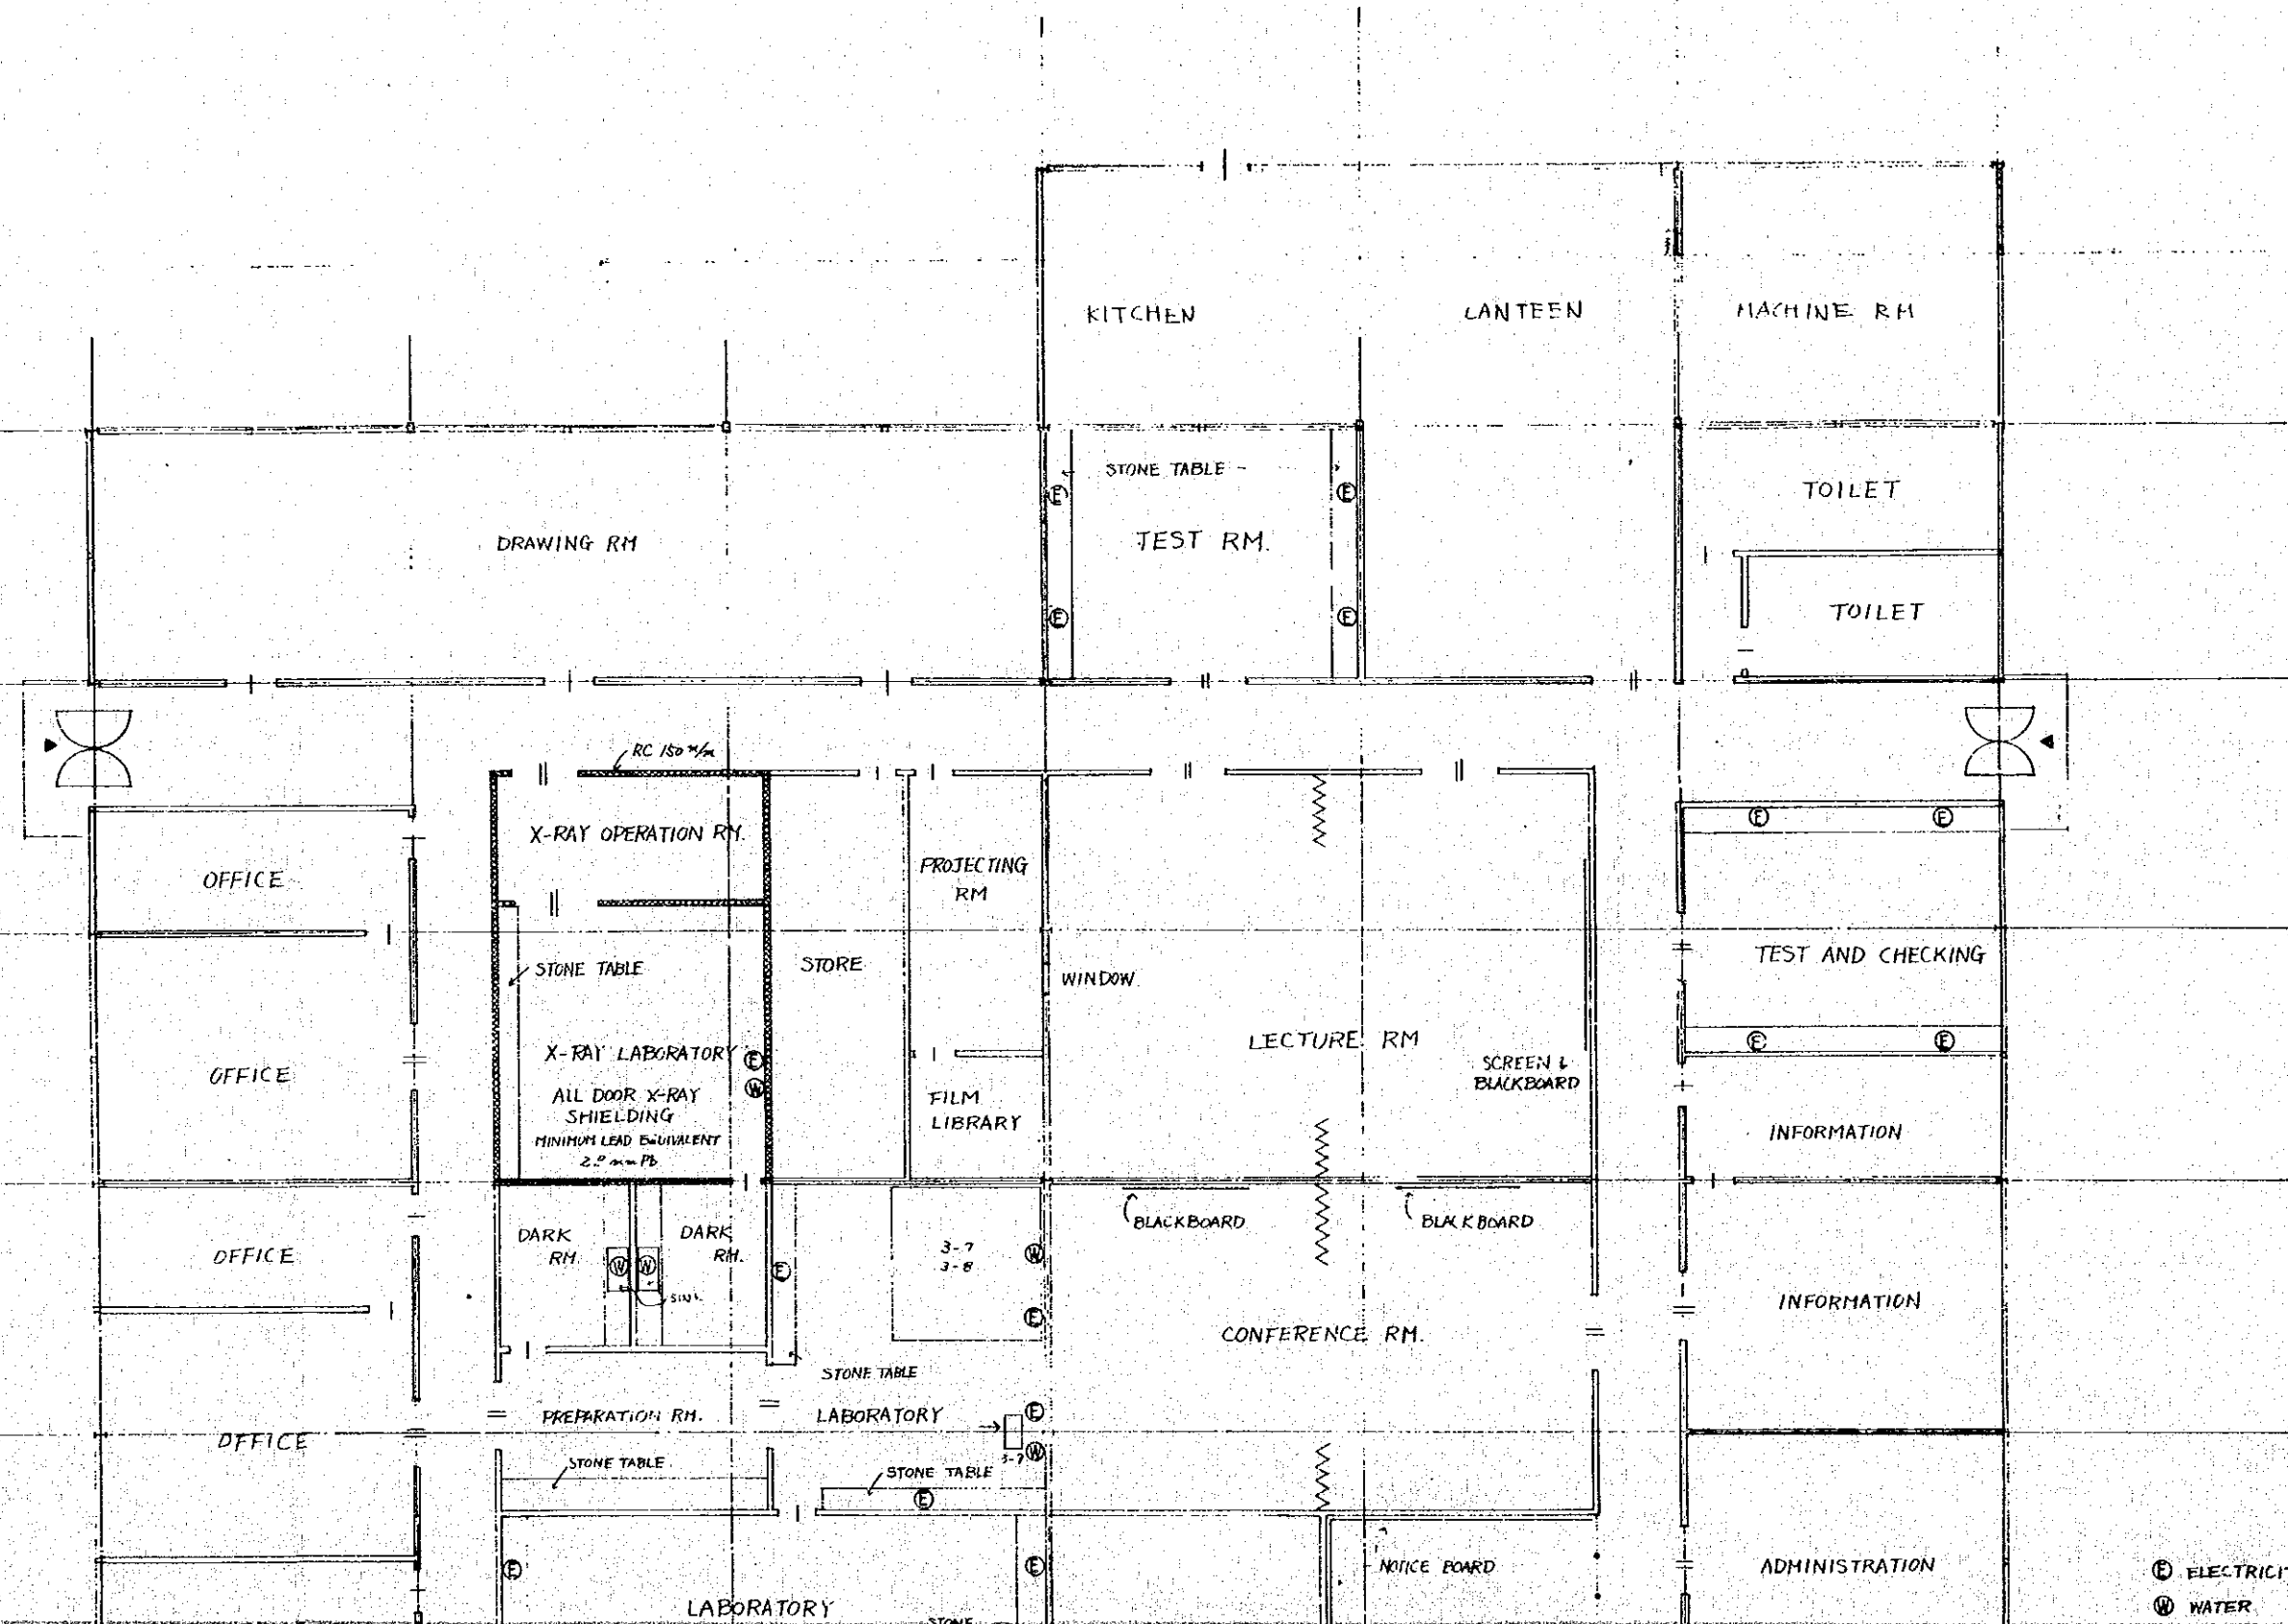 KITCHEN
LANTEEN
MACHINE RM
STONE TABLE
E
E
TOILET
DRAWING RM
TEST RM.
E
E
TOILET
RC 150 m/m
X-RAY OPERATION RM.
E
E
OFFICE
PROJECTING
RM
STONE TABLE
STORE
WINDOW
TEST AND CHECKING
LECTURE RM
E
E
X-RAY LABORATORY
E
OFFICE
SCREEN &
BLACKBOARD
ALL DOOR X-RAY
SHIELDING
W
MINIMUM LEAD EQUIVALENT
2.0 mm Pb
FILM
LIBRARY
INFORMATION
BLACKBOARD
BLACKBOARD
DARK
RM.
DARK
RM.
3-7
3-8
W
OFFICE
W
W
E
SINK
E
INFORMATION
CONFERENCE RM.
STONE TABLE
PREPARATION RM.
LABORATORY
E
OFFICE
W
3-7
STONE TABLE
STONE TABLE
E
E
E
NOTICE BOARD
ADMINISTRATION
E ELECTRICI
LABORATORY
STONE
W WATER